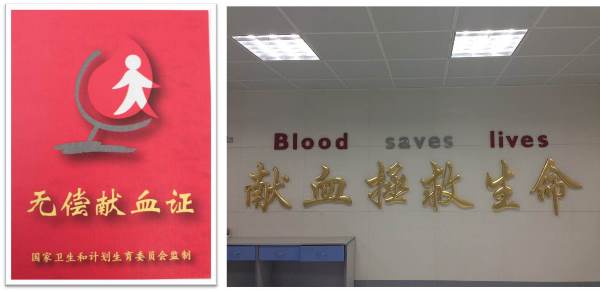 无偿献血证
国家卫生和计划生育委员会监制
Blood saves lives
献血拯救生命